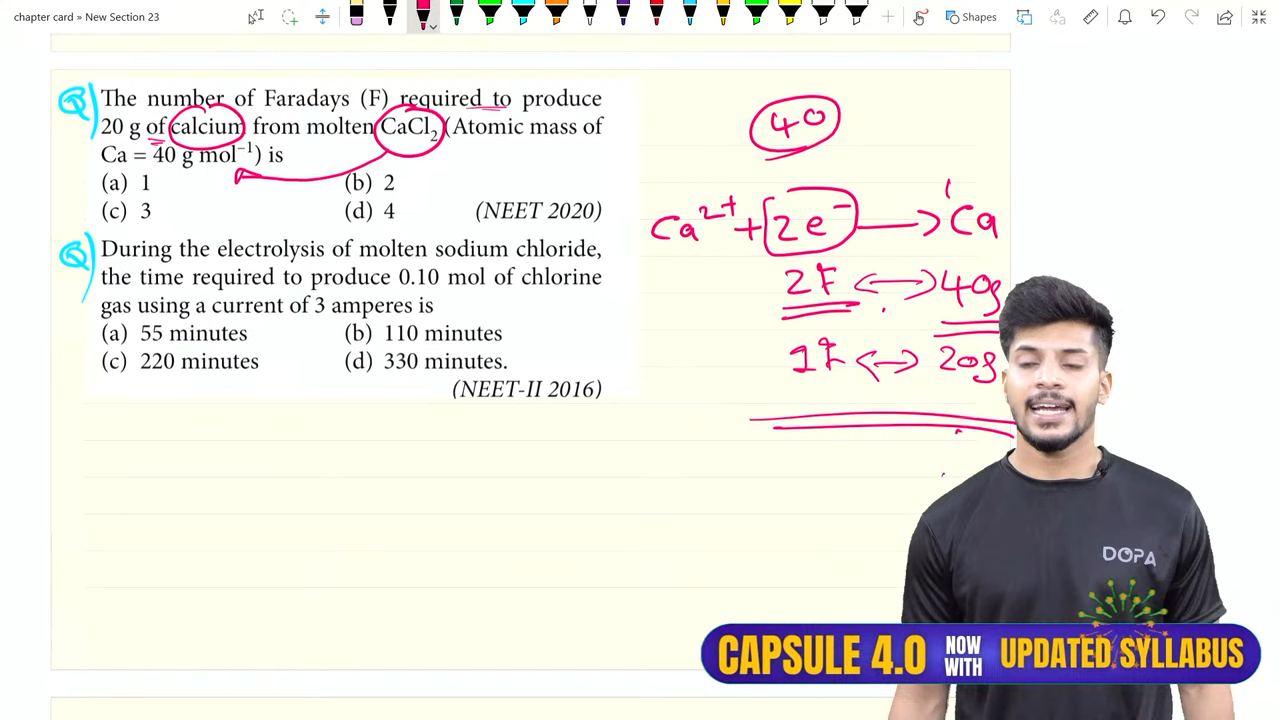 chapter card » New Section 23
Shapes
Q) The number of Faradays (F) required to produce
20 g of calcium from molten CaCl₂ (Atomic mass of
Ca = 40 g mol⁻¹) is
(a) 1 (b) 2
(c) 3 (d) 4 (NEET 2020)
Q) During the electrolysis of molten sodium chloride,
the time required to produce 0.10 mol of chlorine
gas using a current of 3 amperes is
(a) 55 minutes (b) 110 minutes
(c) 220 minutes (d) 330 minutes.
(NEET-II 2016)
40
Ca²⁺ + 2e⁻ → Ca
2F ↔ 40g
1F ↔ 20g
DOPA
CAPSULE 4.0 NOW WITH UPDATED SYLLABUS